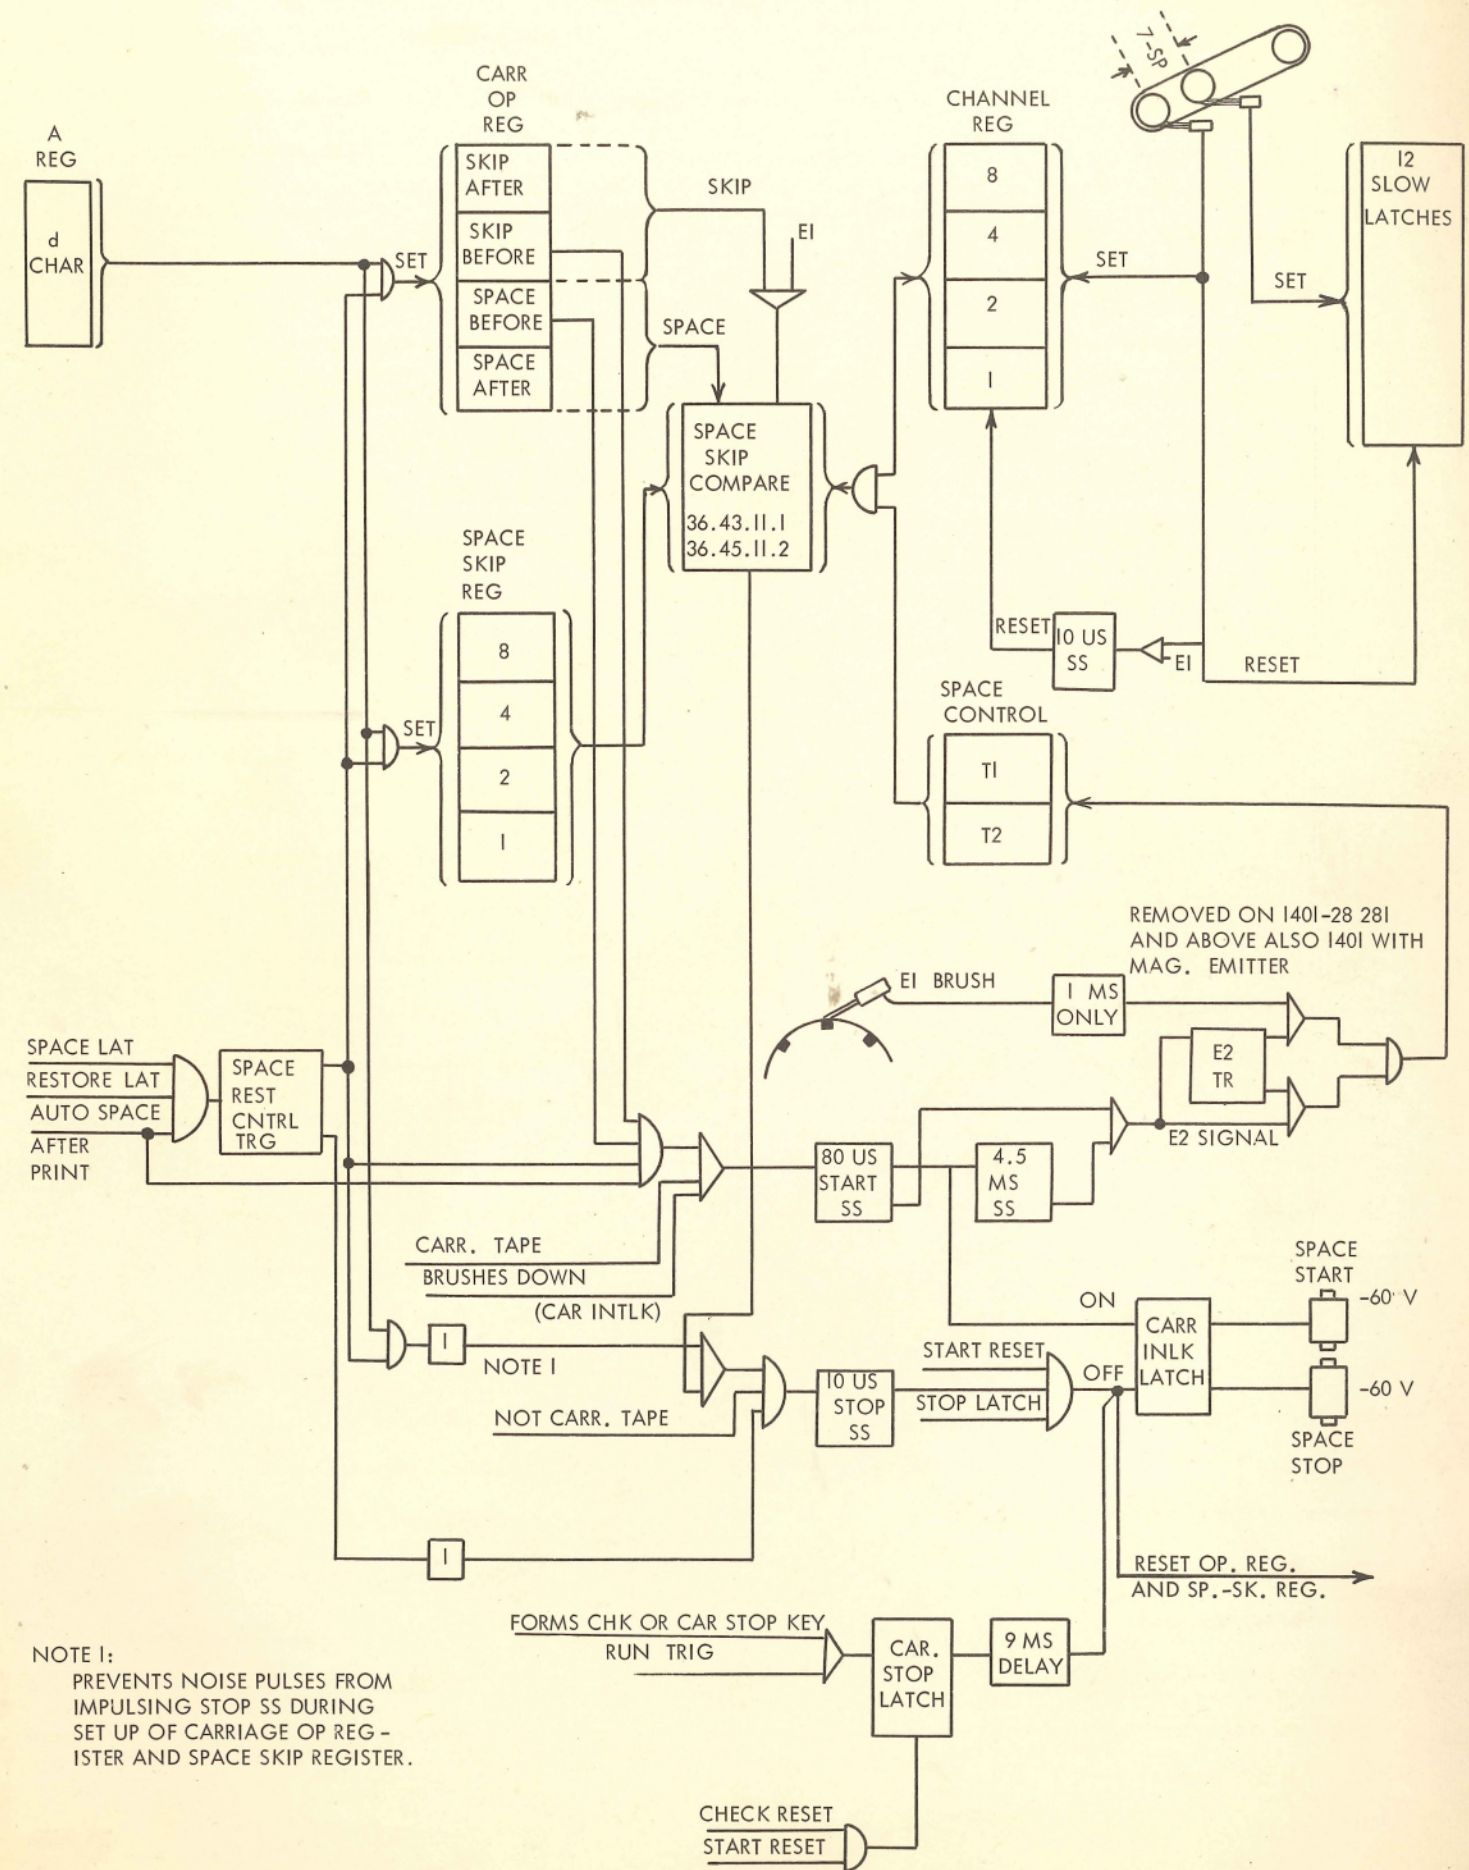 7-SP
A
REG
d
CHAR
CARR
OP
REG
SKIP
AFTER
SKIP
BEFORE
SPACE
BEFORE
SPACE
AFTER
SET
SKIP
EI
SPACE
CHANNEL
REG
8
4
2
1
SET
12
SLOW
LATCHES
SET
SPACE
SKIP
COMPARE
36.43.11.1
36.45.11.2
SPACE
SKIP
REG
8
4
2
1
SET
RESET
10 US
SS
EI
RESET
SPACE
CONTROL
T1
T2
REMOVED ON 1401-28 281
AND ABOVE ALSO 1401 WITH
MAG. EMITTER
EI BRUSH
1 MS
ONLY
E2
TR
E2 SIGNAL
SPACE LAT
RESTORE LAT
AUTO SPACE
AFTER
PRINT
SPACE
REST
CNTRL
TRG
80 US
START
SS
4.5
MS
SS
CARR. TAPE
BRUSHES DOWN
(CAR INTLK)
SPACE
START
-60 V
ON
CARR
INLK
LATCH
OFF
-60 V
SPACE
STOP
1
NOTE 1
NOT CARR. TAPE
10 US
STOP
SS
START RESET
STOP LATCH
1
RESET OP. REG.
AND SP.-SK. REG.
FORMS CHK OR CAR STOP KEY
RUN TRIG
CAR.
STOP
LATCH
9 MS
DELAY
NOTE 1:
PREVENTS NOISE PULSES FROM
IMPULSING STOP SS DURING
SET UP OF CARRIAGE OP REG-
ISTER AND SPACE SKIP REGISTER.
CHECK RESET
START RESET